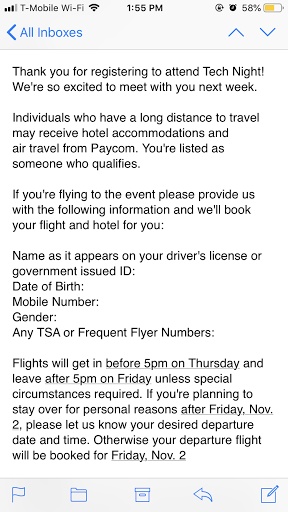 T-Mobile Wi-Fi 1:55 PM 58%
All Inboxes
Thank you for registering to attend Tech Night!
We're so excited to meet with you next week.
Individuals who have a long distance to travel
may receive hotel accommodations and
air travel from Paycom. You're listed as
someone who qualifies.
If you're flying to the event please provide us
with the following information and we'll book
your flight and hotel for you:
Name as it appears on your driver's license or
government issued ID:
Date of Birth:
Mobile Number:
Gender:
Any TSA or Frequent Flyer Numbers:
Flights will get in before 5pm on Thursday and
leave after 5pm on Friday unless special
circumstances required. If you're planning to
stay over for personal reasons after Friday, Nov.
2, please let us know your desired departure
date and time. Otherwise your departure flight
will be booked for Friday, Nov. 2